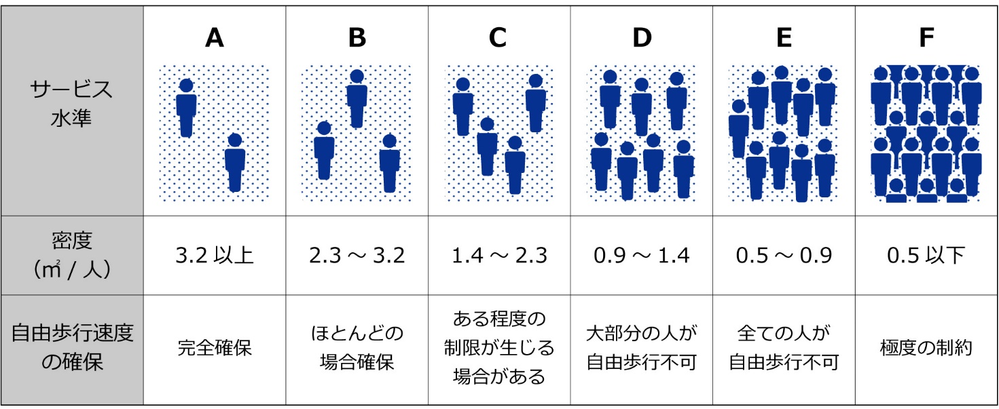 サービス
水準
A
B
C
D
E
F
密度
（㎡ / 人）
3.2 以上
2.3 ～ 3.2
1.4 ～ 2.3
0.9 ～ 1.4
0.5 ～ 0.9
0.5 以下
自由歩行速度
の確保
完全確保
ほとんどの
場合確保
ある程度の
制限が生じる
場合がある
大部分の人が
自由歩行不可
全ての人が
自由歩行不可
極度の制約